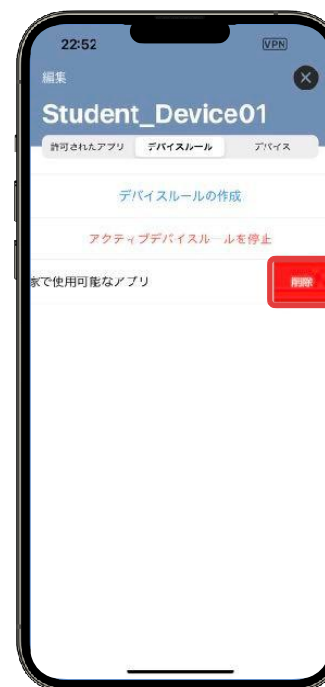 22:52 VPN
編集
Student_Device01
許可されたアプリ デバイスルール デバイス
デバイスルールの作成
アクティブデバイスルールを停止
家で使用可能なアプリ 削除